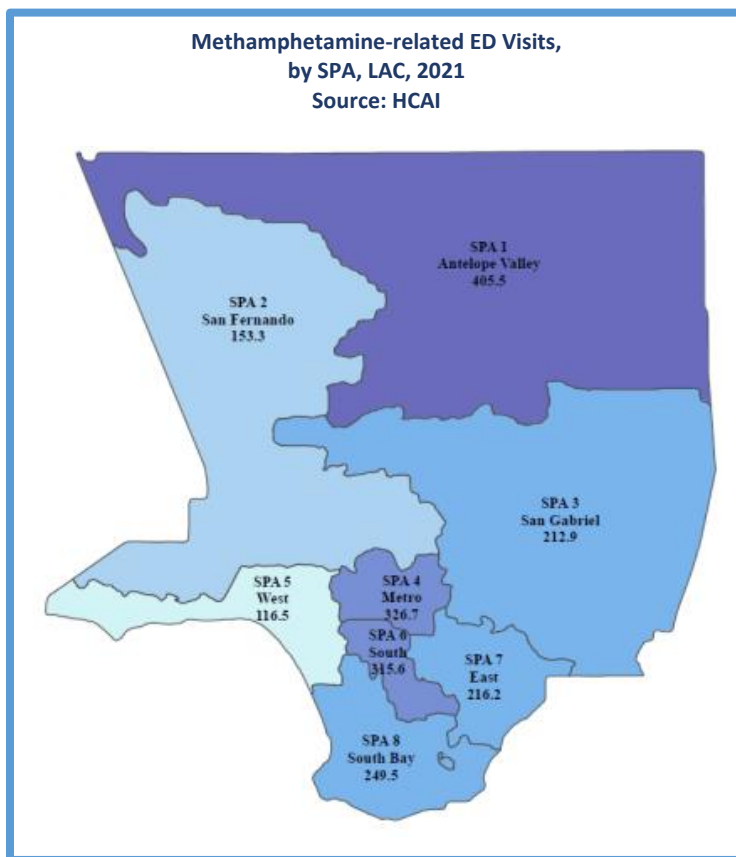 Methamphetamine-related ED Visits,
by SPA, LAC, 2021
Source: HCAI
SPA 1
Antelope Valley
405.5
SPA 2
San Fernando
153.3
SPA 3
San Gabriel
212.9
SPA 4
Metro
326.7
SPA 5
West
116.5
SPA 6
South
315.6
SPA 7
East
216.2
SPA 8
South Bay
249.5